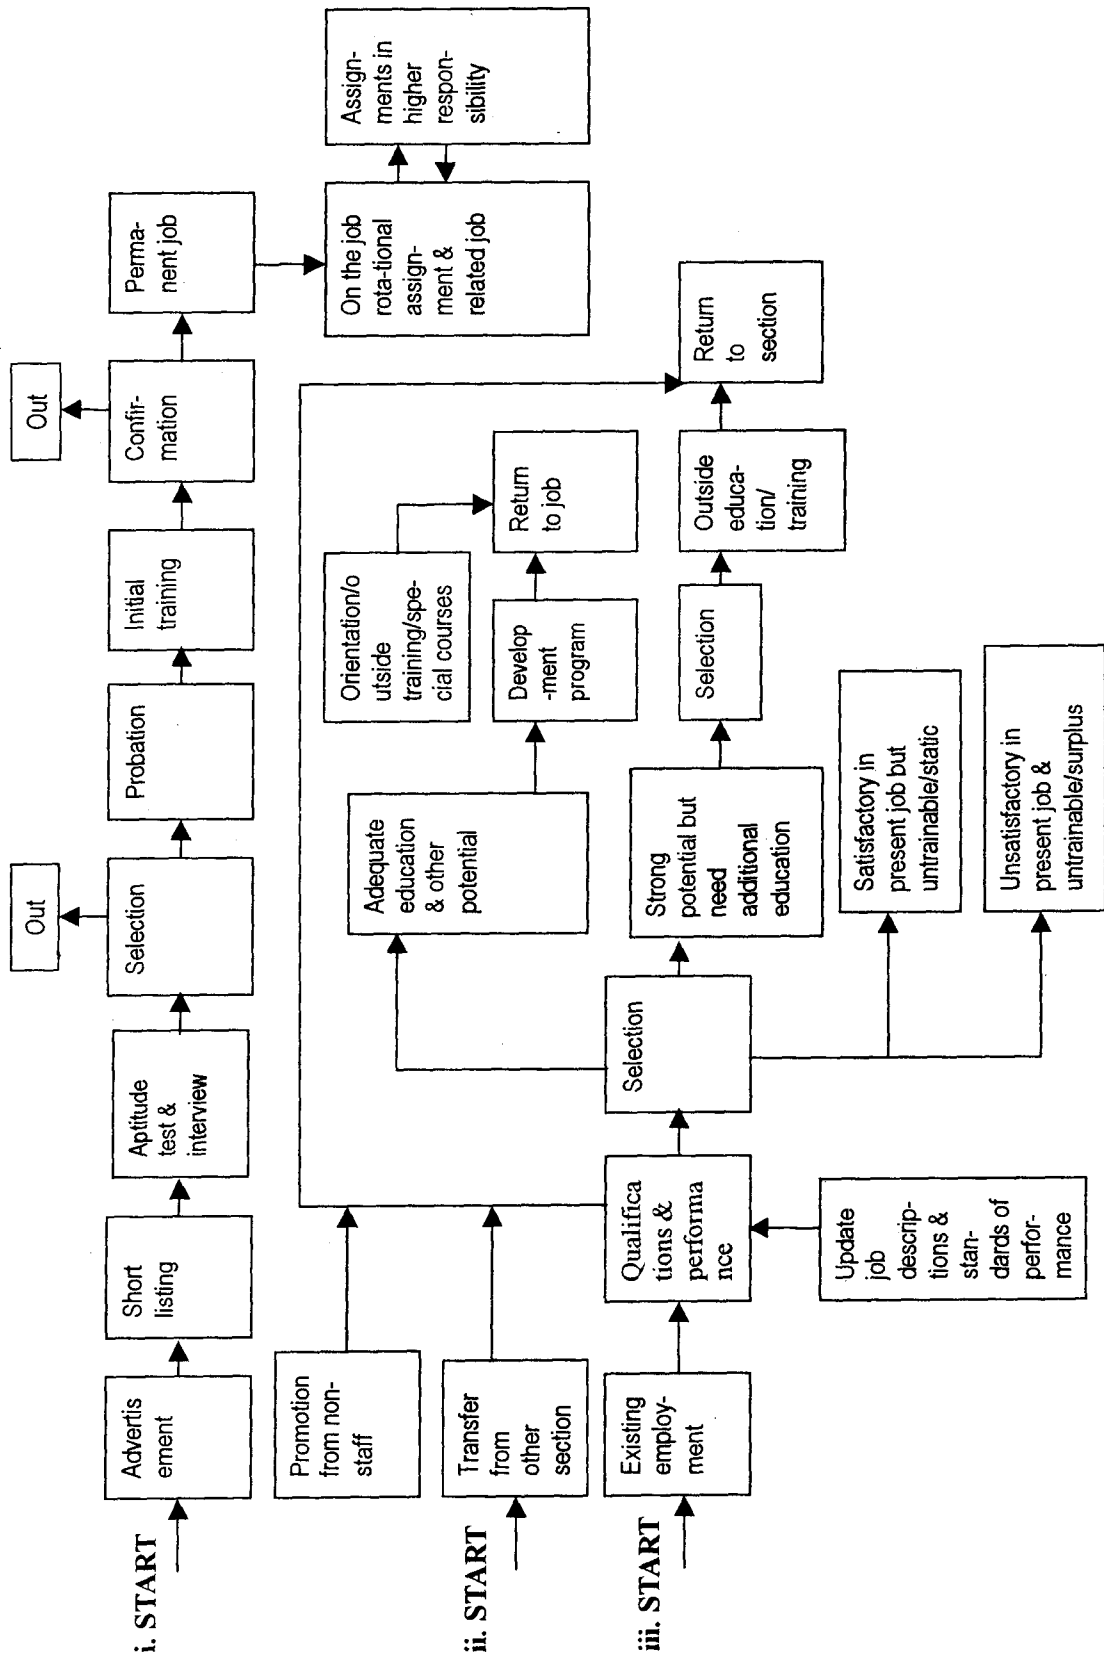 i. START
Advertis
ement
Short
listing
Aptitude
test &
interview
Selection
Out
Probation
Initial
training
Confir-
mation
Out
Perma-
nent job
On the job
rota-tional
assign-
ment &
related job
Assign-
ments in
higher
respon-
sibility
Promotion
from non-
staff
ii. START
Transfer
from
other
section
iii. START
Existing
employ-
ment
Qualifica
tions &
performa
nce
Update
job
descrip-
tions &
stan-
dards of
perfor-
mance
Selection
Adequate
education
& other
potential
Develop
-ment
program
Orientation/o
utside
training/spe-
cial courses
Return
to job
Strong
potential but
need
additional
education
Selection
Outside
educa-
tion/
training
Return
to
section
Satisfactory in
present job but
untrainable/static
Unsatisfactory in
present job &
untrainable/surplus